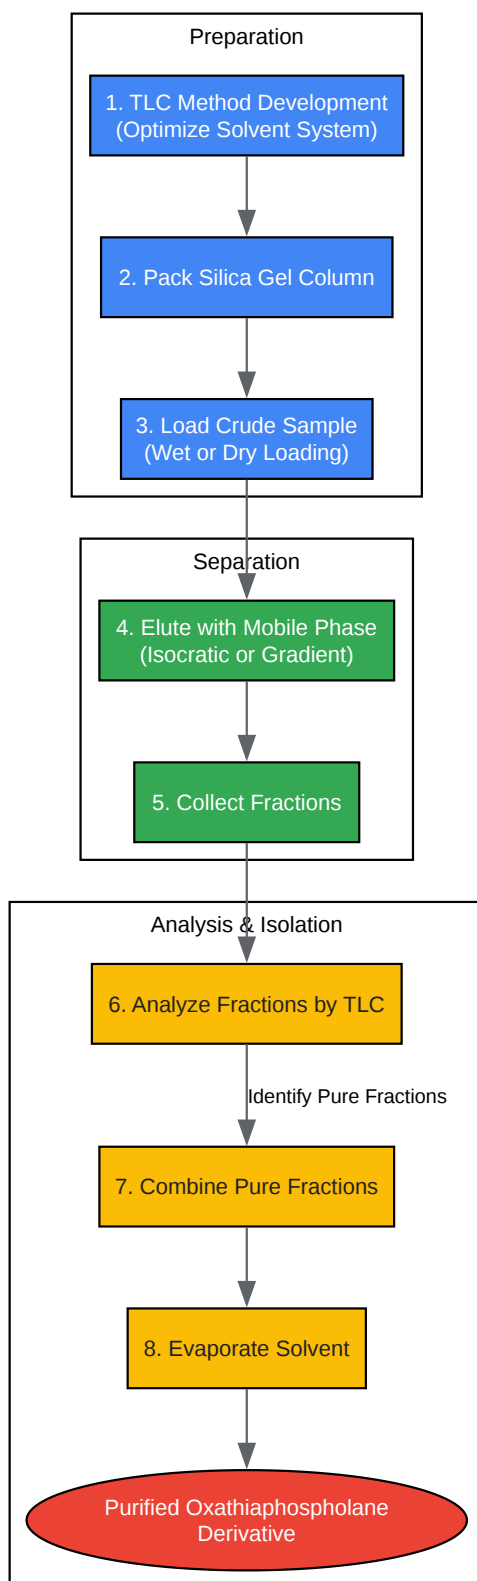 Preparation
1. TLC Method Development
(Optimize Solvent System)
2. Pack Silica Gel Column
3. Load Crude Sample
(Wet or Dry Loading)
Separation
4. Elute with Mobile Phase
(Isocratic or Gradient)
5. Collect Fractions
Analysis & Isolation
6. Analyze Fractions by TLC
Identify Pure Fractions
7. Combine Pure Fractions
8. Evaporate Solvent
Purified Oxathiaphospholane
Derivative